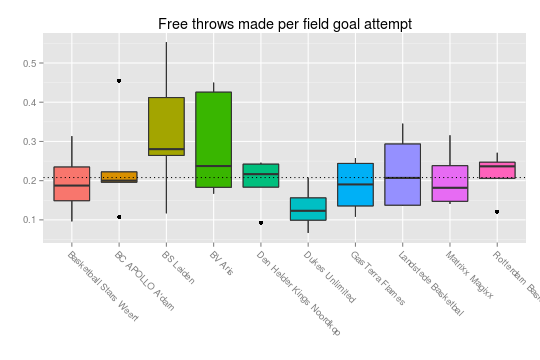 Free throws made per field goal attempt
0.5
0.4
0.3
0.2
0.1
Basketball Stars Weert
BC APOLLO A'dam
BS Leiden
BV Aris
Den Helder Kings Noordkop
Dukes Unlimited
GasTerra Flames
Landstede Basketbal
Matrixx Magixx
Rotterdam Bas